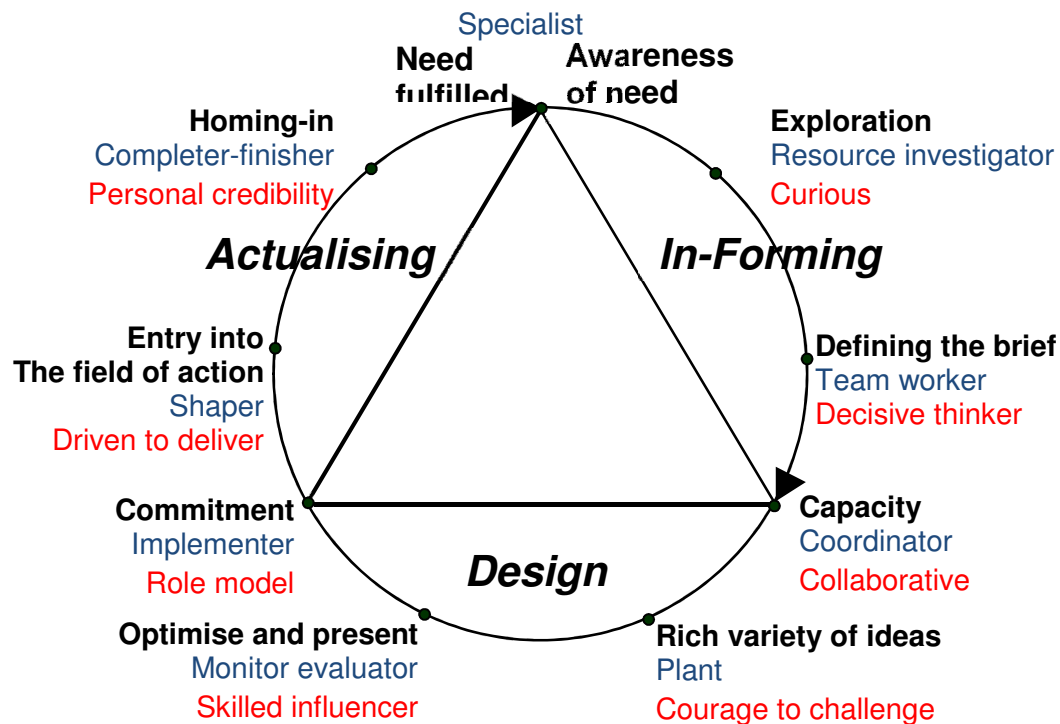 Specialist
Need
fulfilled
Awareness
of need
Homing-in
Completer-finisher
Personal credibility
Exploration
Resource investigator
Curious
Actualising
In-Forming
Entry into
The field of action
Shaper
Driven to deliver
Defining the brief
Team worker
Decisive thinker
Commitment
Implementer
Role model
Capacity
Coordinator
Collaborative
Design
Optimise and present
Monitor evaluator
Skilled influencer
Rich variety of ideas
Plant
Courage to challenge